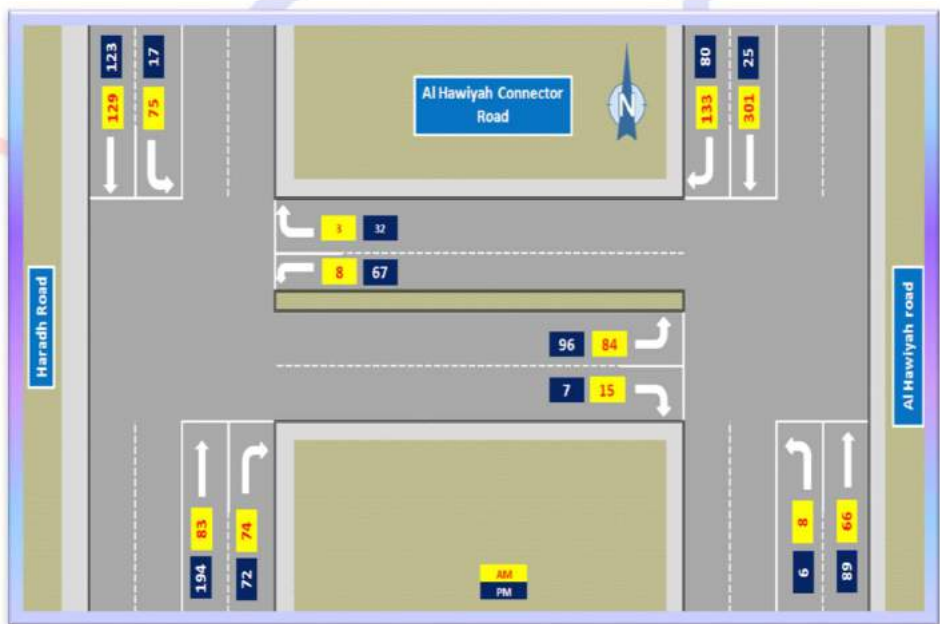 123 17
129 75
Al Hawiyah Connector
Road
N
80 25
133 301
3 32
8 67
Haradh Road
96 84
7 15
Al Hawiyah road
83 74
194 72
8 66
6 89
AM
PM